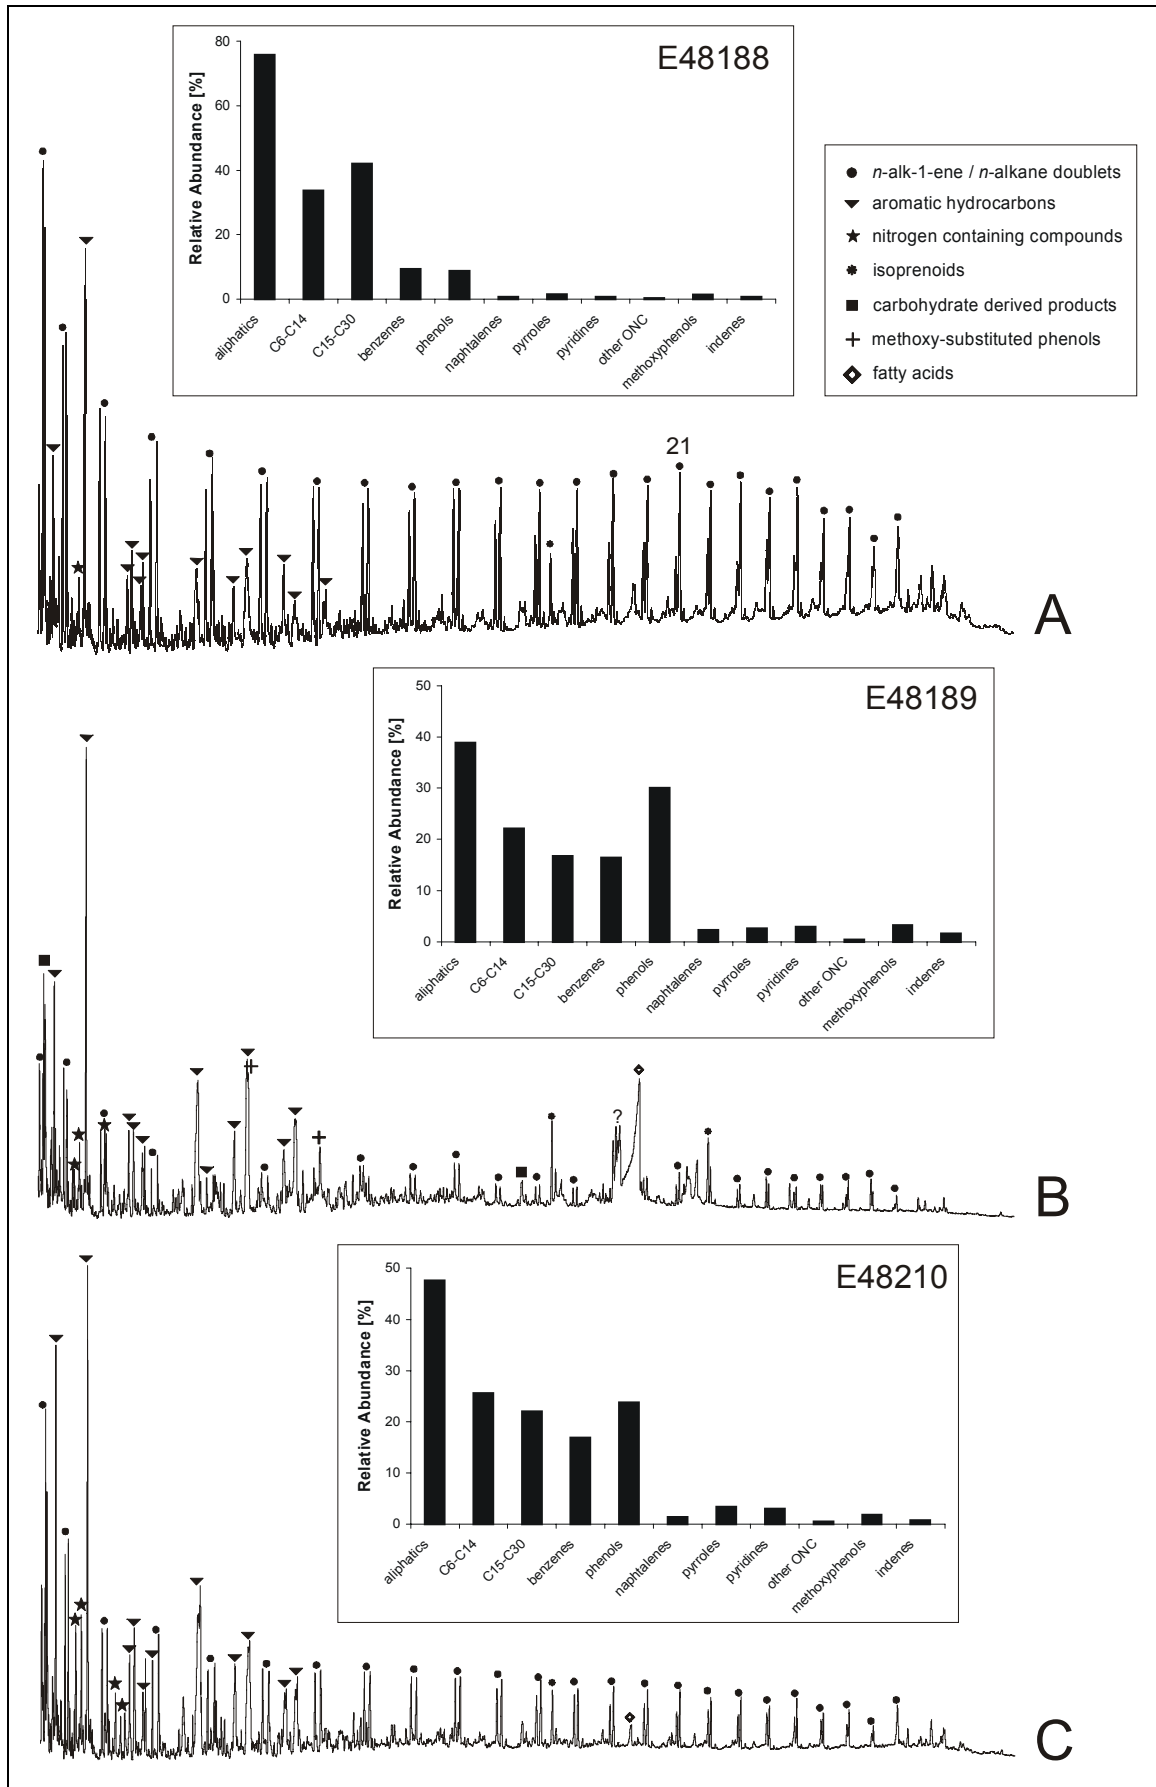 E48188
Relative Abundance [%]
80
60
40
20
0
aliphatics
C6-C14
C15-C30
benzenes
phenols
naphtalenes
pyrroles
pyridines
other ONC
methoxyphenols
indenes
n-alk-1-ene / n-alkane doublets
aromatic hydrocarbons
nitrogen containing compounds
isoprenoids
carbohydrate derived products
methoxy-substituted phenols
fatty acids
21
A
E48189
Relative Abundance [%]
50
40
30
20
10
0
aliphatics
C6-C14
C15-C30
benzenes
phenols
naphtalenes
pyrroles
pyridines
other ONC
methoxyphenols
indenes
?
B
E48210
Relative Abundance [%]
50
40
30
20
10
0
aliphatics
C6-C14
C15-C30
benzenes
phenols
naphtalenes
pyrroles
pyridines
other ONC
methoxyphenols
indenes
C